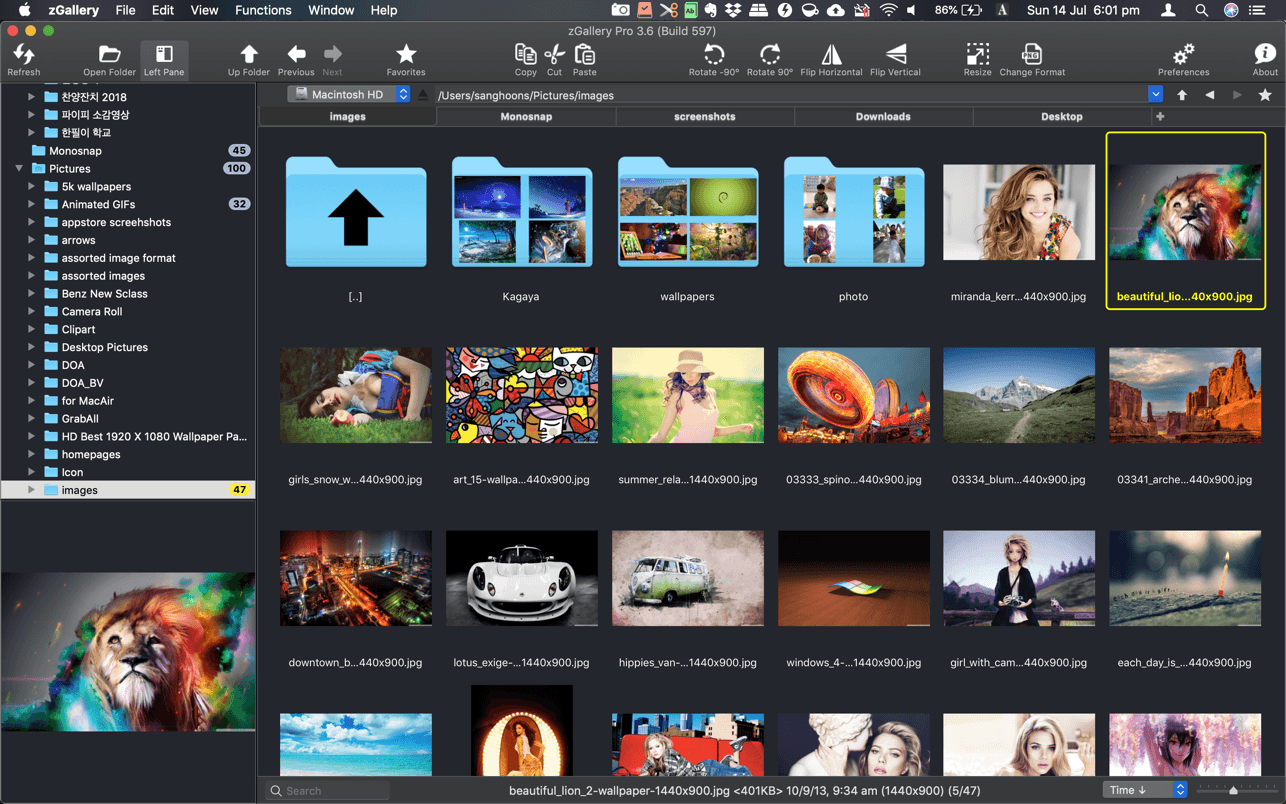 zGallery File Edit View Functions Window Help 86% A Sun 14 Jul 6:01 pm
zGallery Pro 3.6 (Build 597)
Refresh Open Folder Left Pane Up Folder Previous Next Favorites Copy Cut Paste Rotate -90° Rotate 90° Flip Horizontal Flip Vertical Resize Change Format Preferences About
찬양잔치 2018
파이피 소감영상
한필이 학교
Monosnap 45
Pictures 100
5k wallpapers
Animated GIFs 32
appstore screehshots
arrows
assorted image format
assorted images
Benz New Sclass
Camera Roll
Clipart
Desktop Pictures
DOA
DOA_BV
for MacAir
GrabAll
HD Best 1920 X 1080 Wallpaper Pa...
homepages
Icon
images 47
Macintosh HD /Users/sanghoons/Pictures/images
images Monosnap screenshots Downloads Desktop +
[..] Kagaya wallpapers photo miranda_kerr...440x900.jpg beautiful_lio...40x900.jpg
girls_snow_w...440x900.jpg art_15-wallpa...440x900.jpg summer_rela...440x900.jpg 03333_spino...440x900.jpg 03334_blum...440x900.jpg 03341_arche...440x900.jpg
downtown_b...440x900.jpg lotus_exige-...1440x900.jpg hippies_van-...1440x900.jpg windows_4-...1440x900.jpg girl_with_cam...440x900.jpg each_day_is_...440x900.jpg
Search beautiful_lion_2-wallpaper-1440x900.jpg <401KB> 10/9/13, 9:34 am (1440x900) (5/47) Time ↓